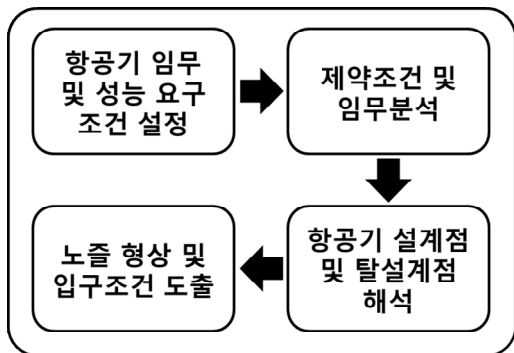 항공기 임무
및 성능 요구
조건 설정
제약조건 및
임무분석
항공기 설계점
및 탈설계점
해석
노즐 형상 및
입구조건 도출